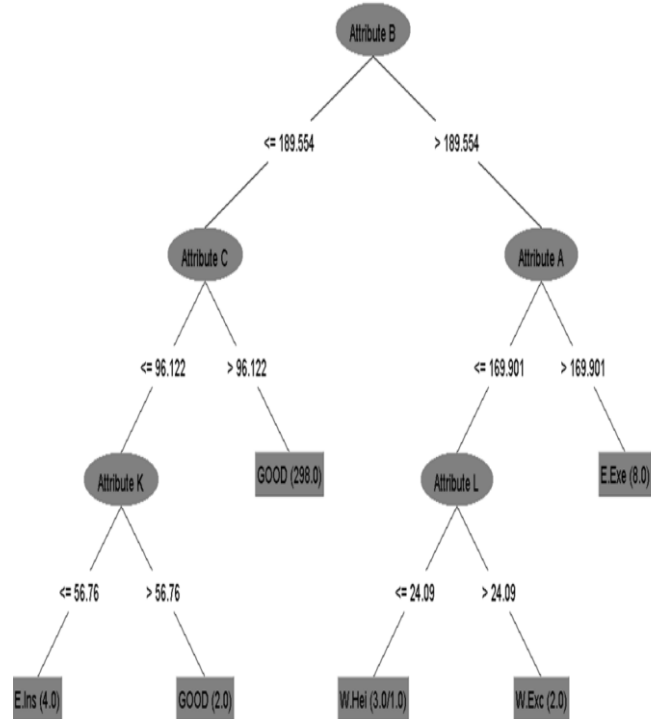 Attribute B
<= 189.554 > 189.554
Attribute C Attribute A
<= 96.122 > 96.122 <= 169.901 > 169.901
Attribute K GOOD (298.0) Attribute L E.Exe (8.0)
<= 56.76 > 56.76 <= 24.09 > 24.09
E.Ins (4.0) GOOD (2.0) W.Hei (3.0/1.0) W.Exc (2.0)